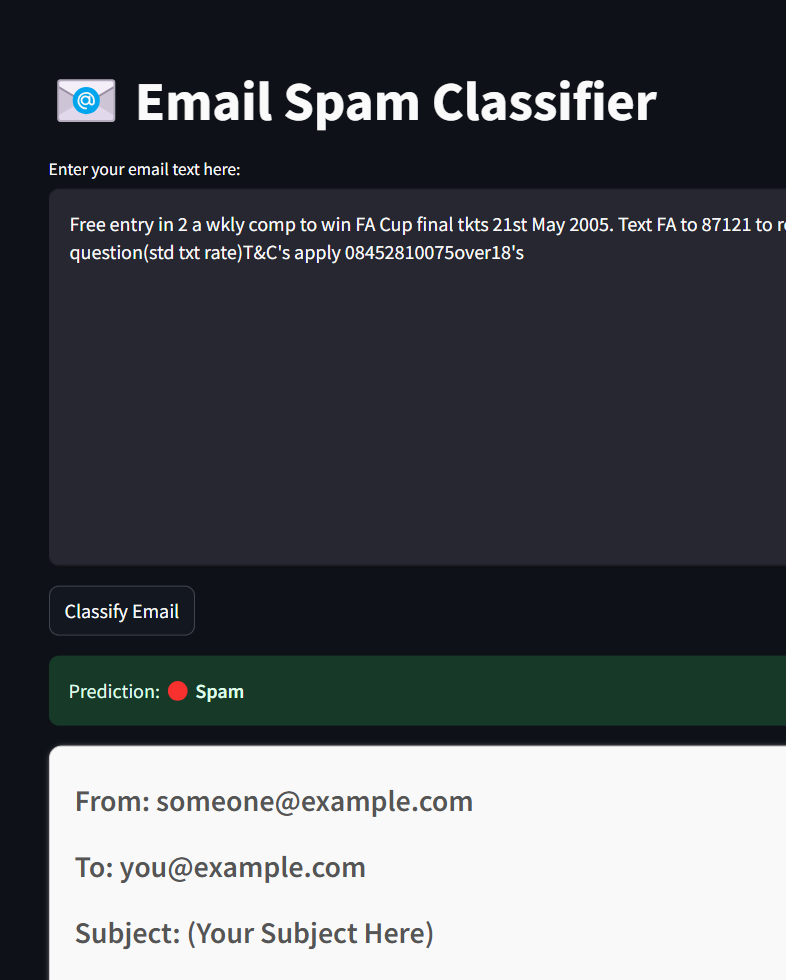 Email Spam Classifier
Enter your email text here:
Free entry in 2 a wkly comp to win FA Cup final tkts 21st May 2005. Text FA to 87121 to
question(std txt rate)T&C's apply 08452810075over18's
Classify Email
Prediction: Spam
From: someone@example.com
To: you@example.com
Subject: (Your Subject Here)